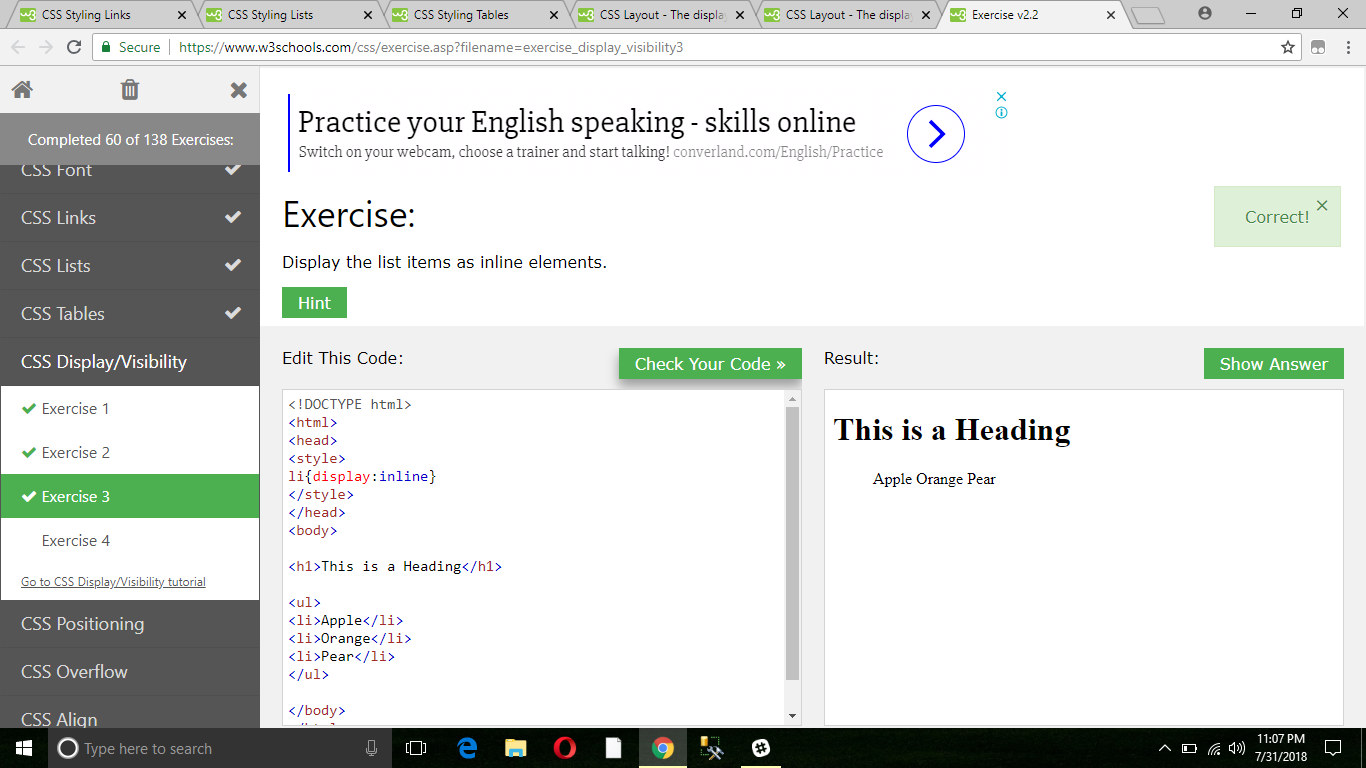 CSS Styling Links
CSS Styling Lists
CSS Styling Tables
CSS Layout - The displa
CSS Layout - The displa
Exercise v2.2
Secure
https://www.w3schools.com/css/exercise.asp?filename=exercise_display_visibility3
Completed 60 of 138 Exercises:
CSS Font
CSS Links
CSS Lists
CSS Tables
CSS Display/Visibility
Exercise 1
Exercise 2
Exercise 3
Exercise 4
Go to CSS Display/Visibility tutorial
CSS Positioning
CSS Overflow
CSS Align
Practice your English speaking - skills online
Switch on your webcam, choose a trainer and start talking! converland.com/English/Practice
Exercise:
Correct!
Display the list items as inline elements.
Hint
Edit This Code:
Check Your Code »
<!DOCTYPE html>
<html>
<head>
<style>
li{display:inline}
</style>
</head>
<body>
<h1>This is a Heading</h1>
<ul>
<li>Apple</li>
<li>Orange</li>
<li>Pear</li>
</ul>
</body>
Result:
Show Answer
This is a Heading
Apple Orange Pear
Type here to search
11:07 PM
7/31/2018